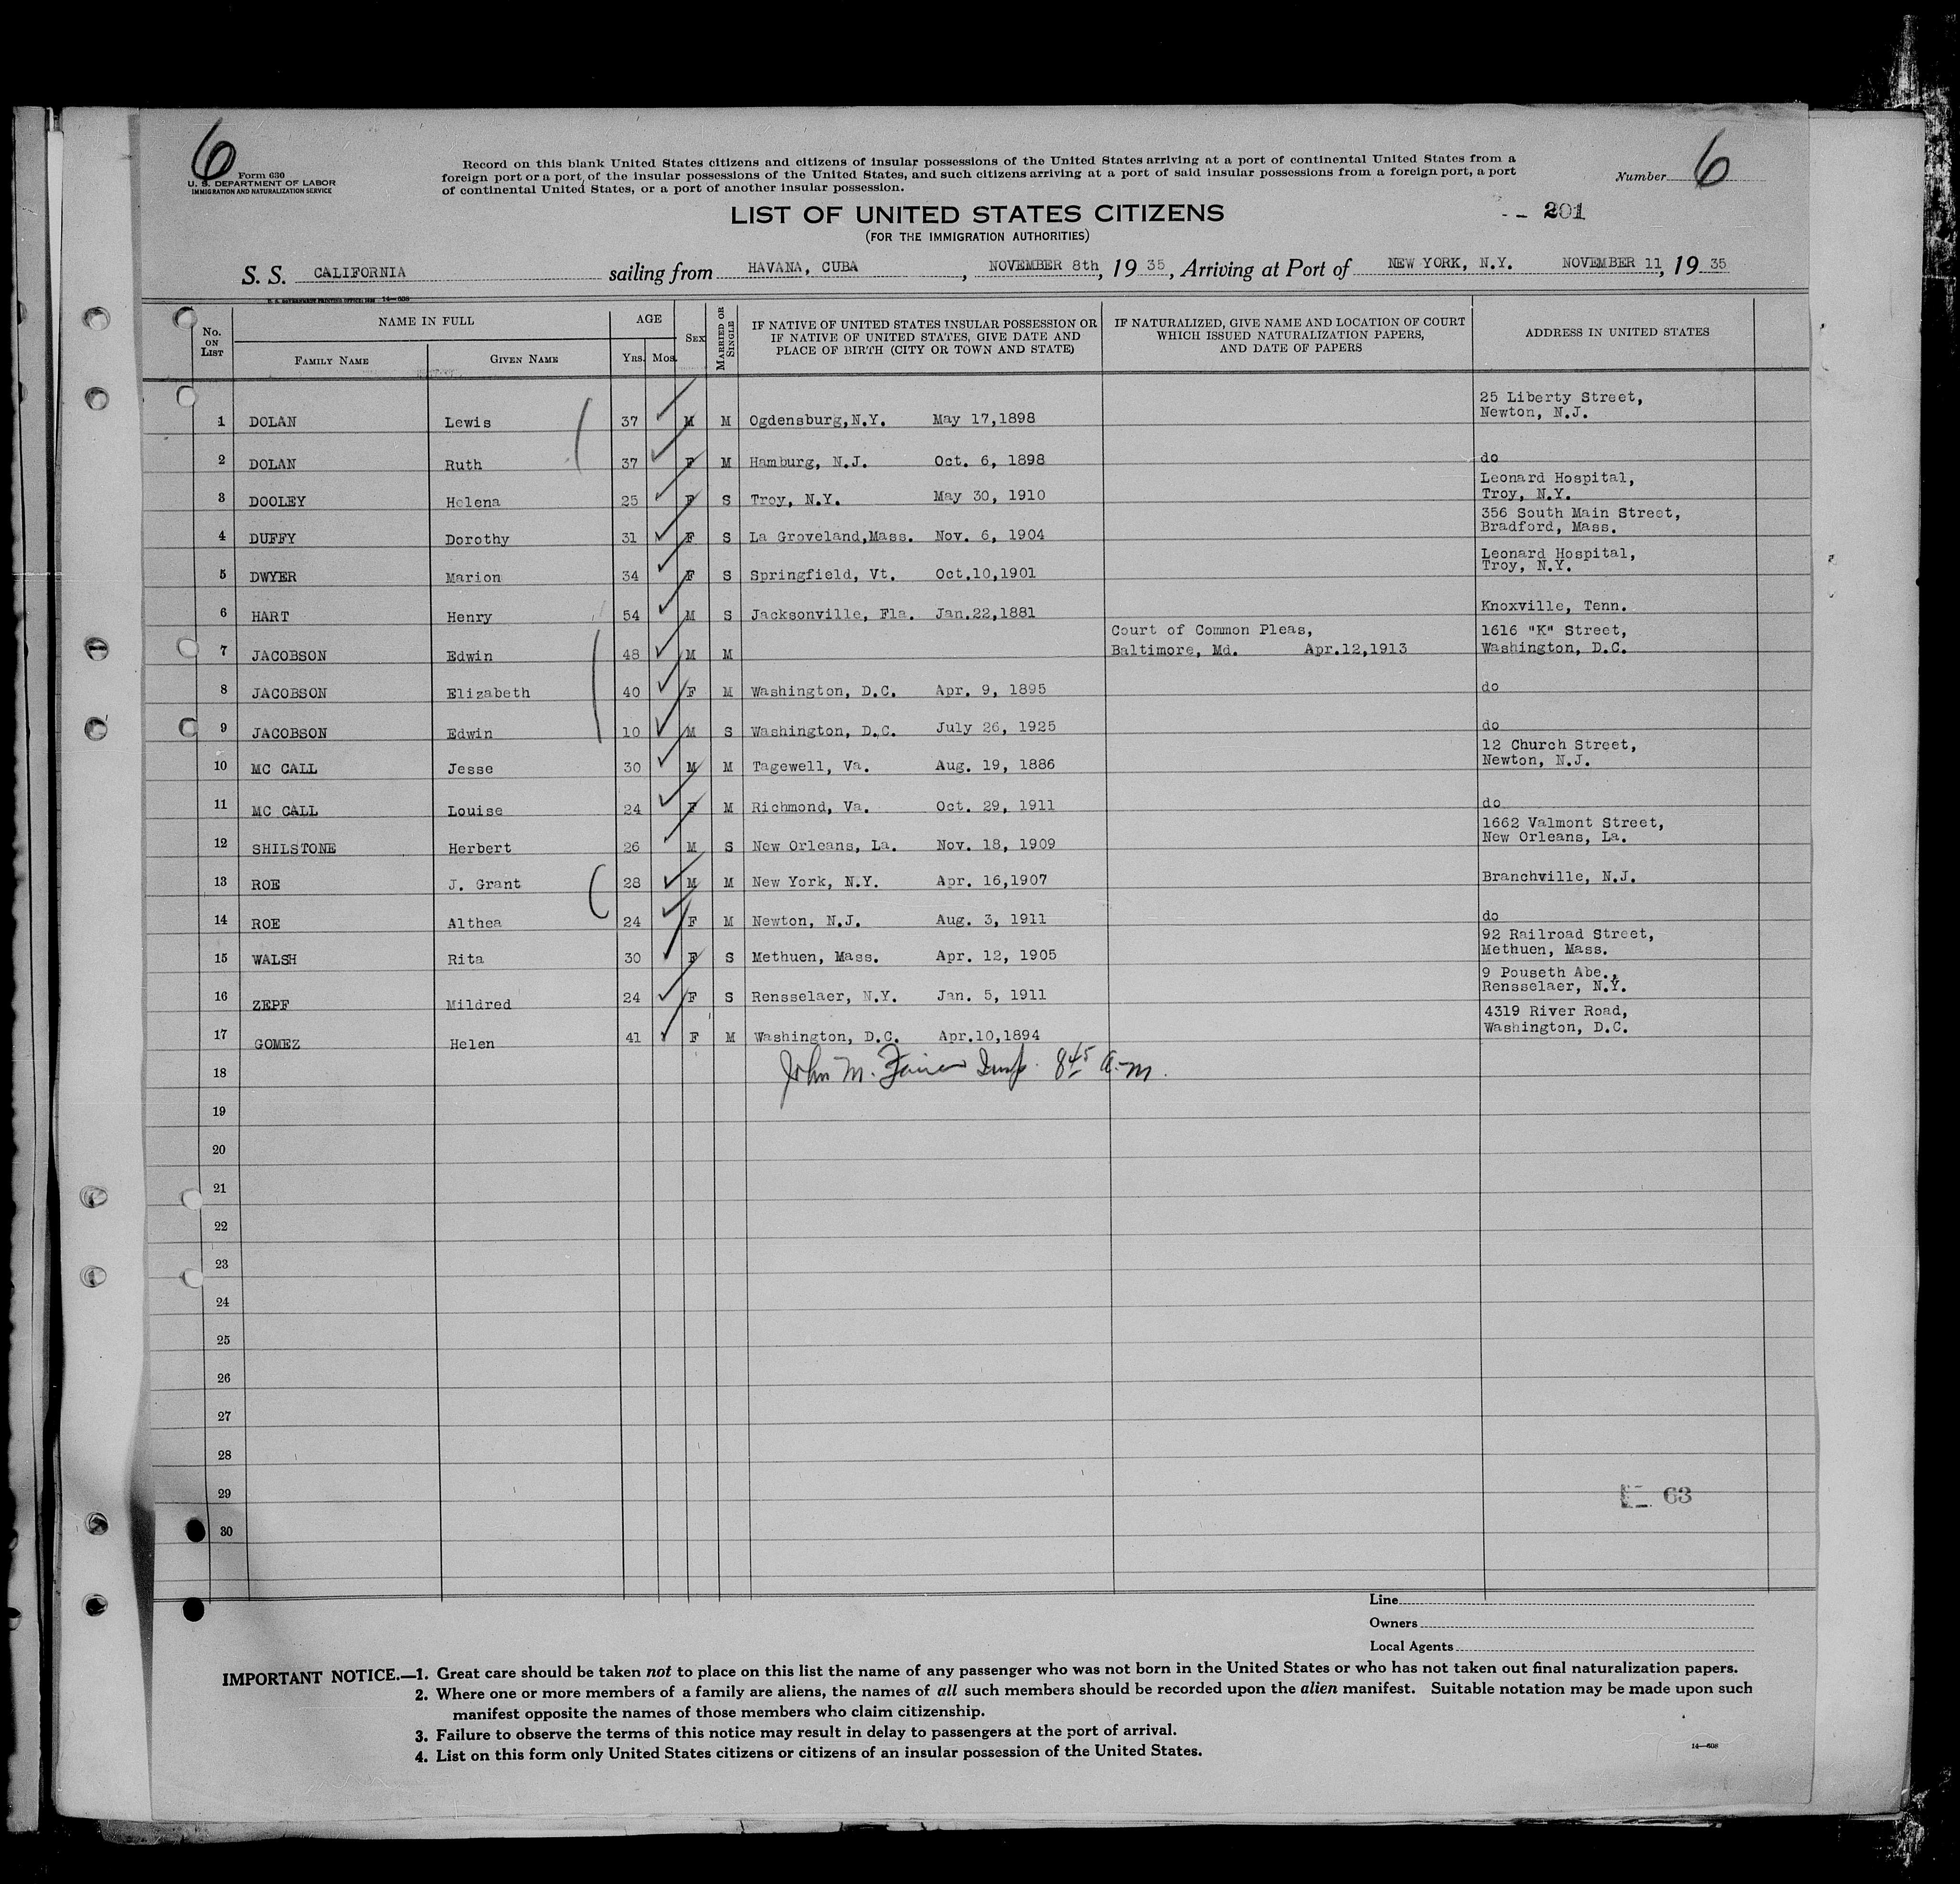 6
Form 630
U. S. DEPARTMENT OF LABOR
IMMIGRATION AND NATURALIZATION SERVICE
Record on this blank United States citizens and citizens of insular possessions of the United States arriving at a port of continental United States from a
foreign port or a port of the insular possessions of the United States, and such citizens arriving at a port of said insular possessions from a foreign port, a port
of continental United States, or a port of another insular possession.
Number 6
LIST OF UNITED STATES CITIZENS
201
(FOR THE IMMIGRATION AUTHORITIES)
S. S. CALIFORNIA sailing from HAVANA, CUBA, NOVEMBER 8th, 19 35, Arriving at Port of NEW YORK, N.Y. NOVEMBER 11, 19 35
14—608
No. ON LIST
NAME IN FULL
FAMILY NAME
GIVEN NAME
AGE
YRS. MOS.
SEX
MARRIED OR SINGLE
IF NATIVE OF UNITED STATES INSULAR POSSESSION OR
IF NATIVE OF UNITED STATES, GIVE DATE AND
PLACE OF BIRTH (CITY OR TOWN AND STATE)
IF NATURALIZED, GIVE NAME AND LOCATION OF COURT
WHICH ISSUED NATURALIZATION PAPERS,
AND DATE OF PAPERS
ADDRESS IN UNITED STATES
25 Liberty Street,
1 DOLAN Lewis 37 M M Ogdensburg,N.Y. May 17,1898 Newton, N.J.
2 DOLAN Ruth 37 F M Hamburg, N.J. Oct. 6, 1898 do
Leonard Hospital,
3 DOOLEY Helena 25 F S Troy, N.Y. May 30, 1910 Troy, N.Y.
356 South Main Street,
4 DUFFY Dorothy 31 F S La Groveland,Mass. Nov. 6, 1904 Bradford, Mass.
Leonard Hospital,
5 DWYER Marion 34 F S Springfield, Vt. Oct.10,1901 Troy, N.Y.
6 HART Henry 54 M S Jacksonville, Fla. Jan.22,1881 Knoxville, Tenn.
Court of Common Pleas, 1616 "K" Street,
7 JACOBSON Edwin 48 M M Baltimore, Md. Apr.12,1913 Washington, D.C.
8 JACOBSON Elizabeth 40 F M Washington, D.C. Apr. 9, 1895 do
9 JACOBSON Edwin 10 M S Washington, D.C. July 26, 1925 do
12 Church Street,
10 MC CALL Jesse 30 M M Tagewell, Va. Aug. 19, 1886 Newton, N.J.
11 MC CALL Louise 24 F M Richmond, Va. Oct. 29, 1911 do
1662 Valmont Street,
12 SHILSTONE Herbert 26 M S New Orleans, La. Nov. 18, 1909 New Orleans, La.
13 ROE J. Grant 28 M M New York, N.Y. Apr. 16,1907 Branchville, N.J.
14 ROE Althea 24 F M Newton, N.J. Aug. 3, 1911 do
92 Railroad Street,
15 WALSH Rita 30 F S Methuen, Mass. Apr. 12, 1905 Methuen, Mass.
9 Pouseth Abe.,
16 ZEPF Mildred 24 F S Rensselaer, N.Y. Jan. 5, 1911 Rensselaer, N.Y.
4319 River Road,
17 GOMEZ Helen 41 F M Washington, D.C. Apr.10,1894 Washington, D.C.
18 John M. Insp. 8 45 a.m.
19
20
21
22
23
24
25
26
27
28
29 63
30
Line
Owners
Local Agents
IMPORTANT NOTICE.—1. Great care should be taken not to place on this list the name of any passenger who was not born in the United States or who has not taken out final naturalization papers.
2. Where one or more members of a family are aliens, the names of all such members should be recorded upon the alien manifest. Suitable notation may be made upon such
manifest opposite the names of those members who claim citizenship.
3. Failure to observe the terms of this notice may result in delay to passengers at the port of arrival.
4. List on this form only United States citizens or citizens of an insular possession of the United States.
14—608